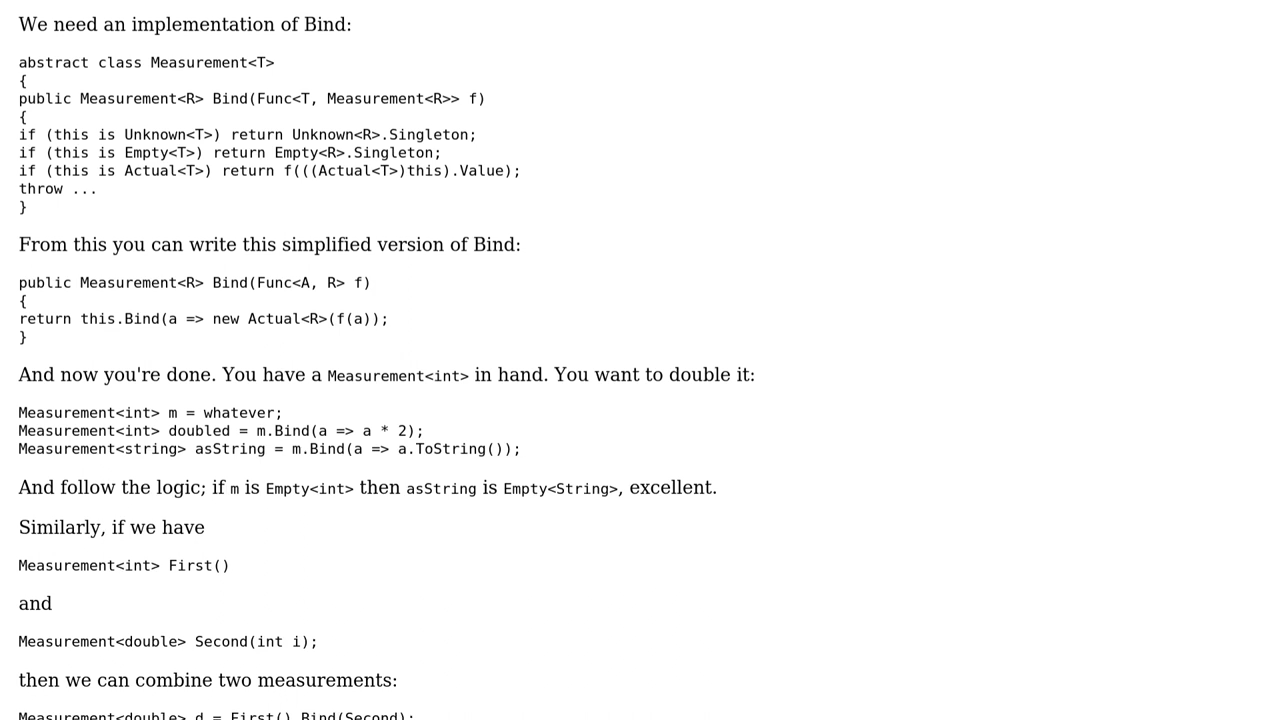 We need an implementation of Bind:
abstract class Measurement<T>
{
public Measurement<R> Bind(Func<T, Measurement<R>> f)
{
if (this is Unknown<T>) return Unknown<R>.Singleton;
if (this is Empty<T>) return Empty<R>.Singleton;
if (this is Actual<T>) return f(((Actual<T>)this).Value);
throw ...
}
From this you can write this simplified version of Bind:
public Measurement<R> Bind(Func<A, R> f)
{
return this.Bind(a => new Actual<R>(f(a));
}
And now you're done. You have a Measurement<int> in hand. You want to double it:
Measurement<int> m = whatever;
Measurement<int> doubled = m.Bind(a => a * 2);
Measurement<string> asString = m.Bind(a => a.ToString());
And follow the logic; if m is Empty<int> then asString is Empty<String>, excellent.
Similarly, if we have
Measurement<int> First()
and
Measurement<double> Second(int i);
then we can combine two measurements:
Measurement<double> d = First().Bind(Second);